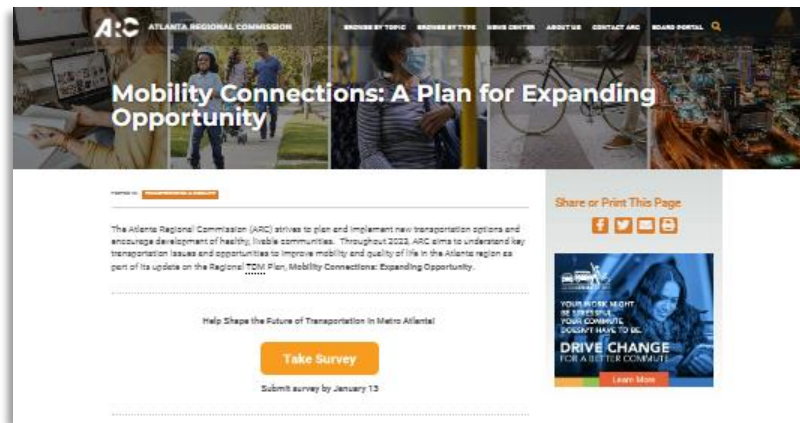 ARC ATLANTA REGIONAL COMMISSION
BROWSE BY TOPIC BROWSE BY TYPE NEWS CENTER ABOUT US CONTACT ARC BOARD PORTAL
Mobility Connections: A Plan for Expanding
Opportunity
TRANSPORTATION & MOBILITY
The Atlanta Regional Commission (ARC) strives to plan and implement new transportation options and
encourage development of healthy, livable communities. Throughout 2022, ARC aims to understand key
transportation issues and opportunities to improve mobility and quality of life in the Atlanta region as
part of its update on the Regional TDM Plan, Mobility Connections: Expanding Opportunity.
Help Shape the Future of Transportation in Metro Atlanta!
Take Survey
Submit survey by January 13
Share or Print This Page
YOUR WORK MIGHT
BE STRESSFUL.
YOUR COMMUTE
DOESN'T HAVE TO BE.
DRIVE CHANGE
FOR A BETTER COMMUTE
Learn More